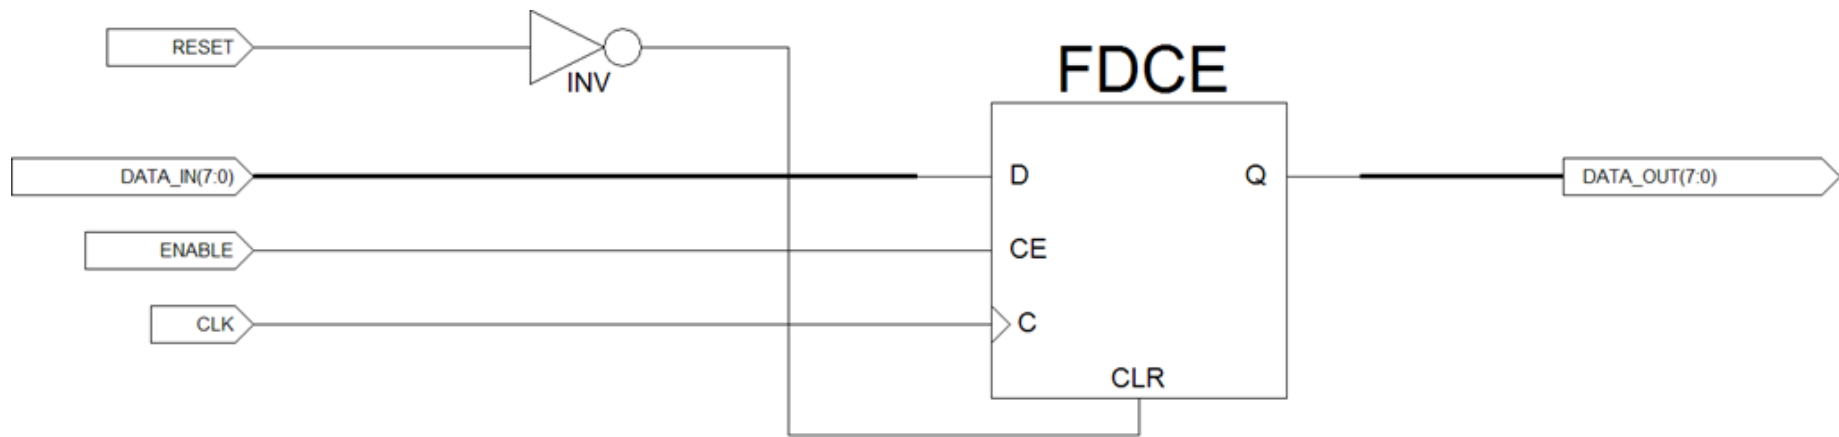 RESET
INV
FDCE
DATA_IN(7:0)
D
Q
DATA_OUT(7:0)
ENABLE
CE
CLK
C
CLR